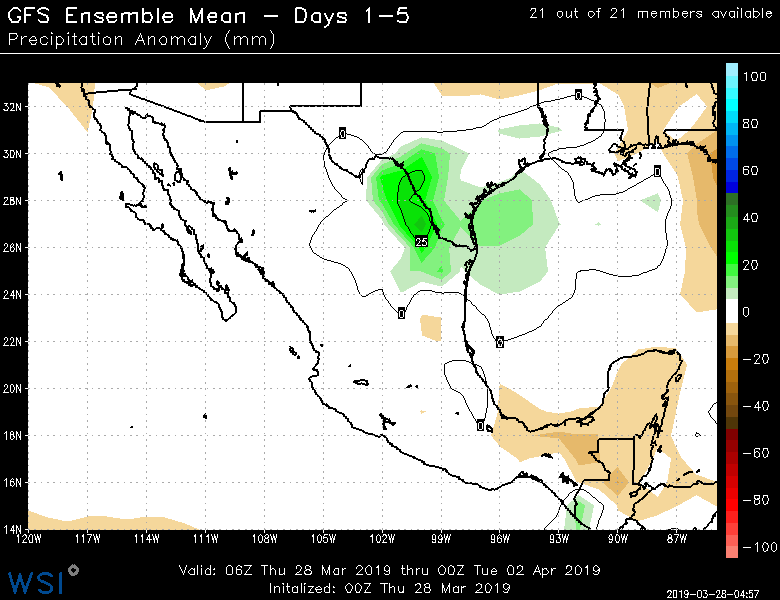 GFS Ensemble Mean – Days 1–5
21 out of 21 members available
Precipitation Anomaly (mm)
32N
30N
28N
26N
24N
22N
20N
18N
16N
14N
120W 117W 114W 111W 108W 105W 102W 99W 96W 93W 90W 87W
0
0
0
25
0
0
0
100
80
60
40
20
0
−20
−40
−60
−80
−100
Valid: 06Z Thu 28 Mar 2019 thru 00Z Tue 02 Apr 2019
Initalized: 00Z Thu 28 Mar 2019
WSI
2019-03-28-04:57